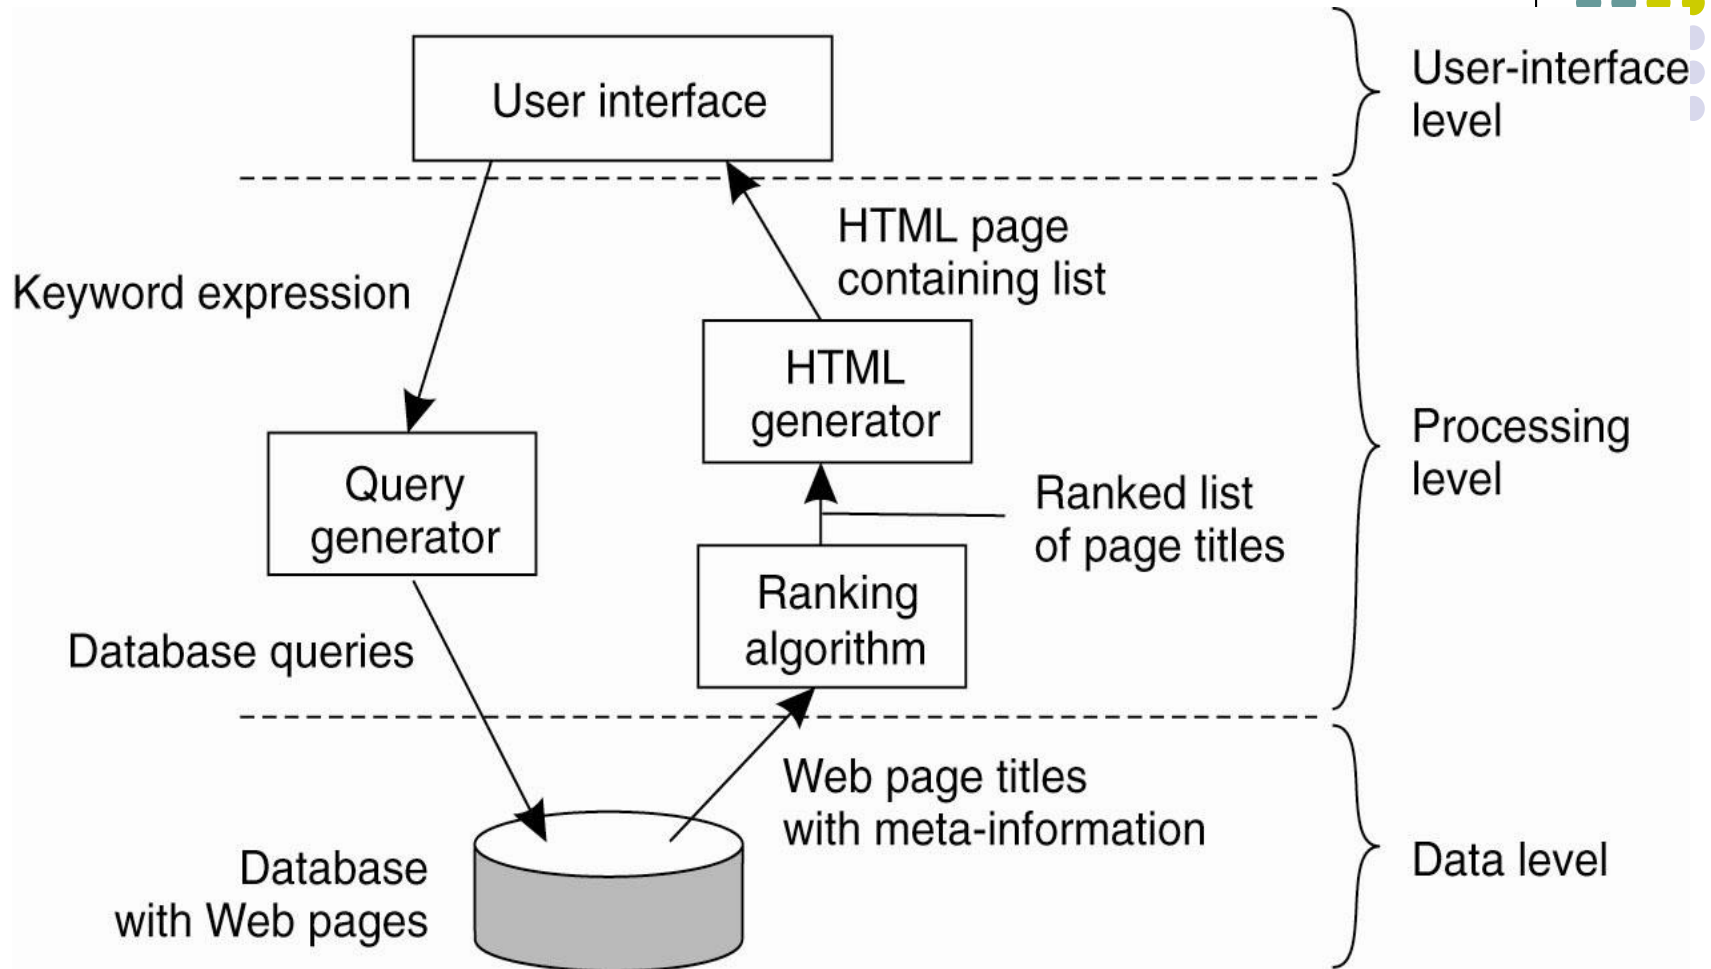 User interface
User-interface
level
HTML page
containing list
Keyword expression
HTML
generator
Processing
level
Query
generator
Ranked list
of page titles
Ranking
algorithm
Database queries
Web page titles
with meta-information
Database
with Web pages
Data level